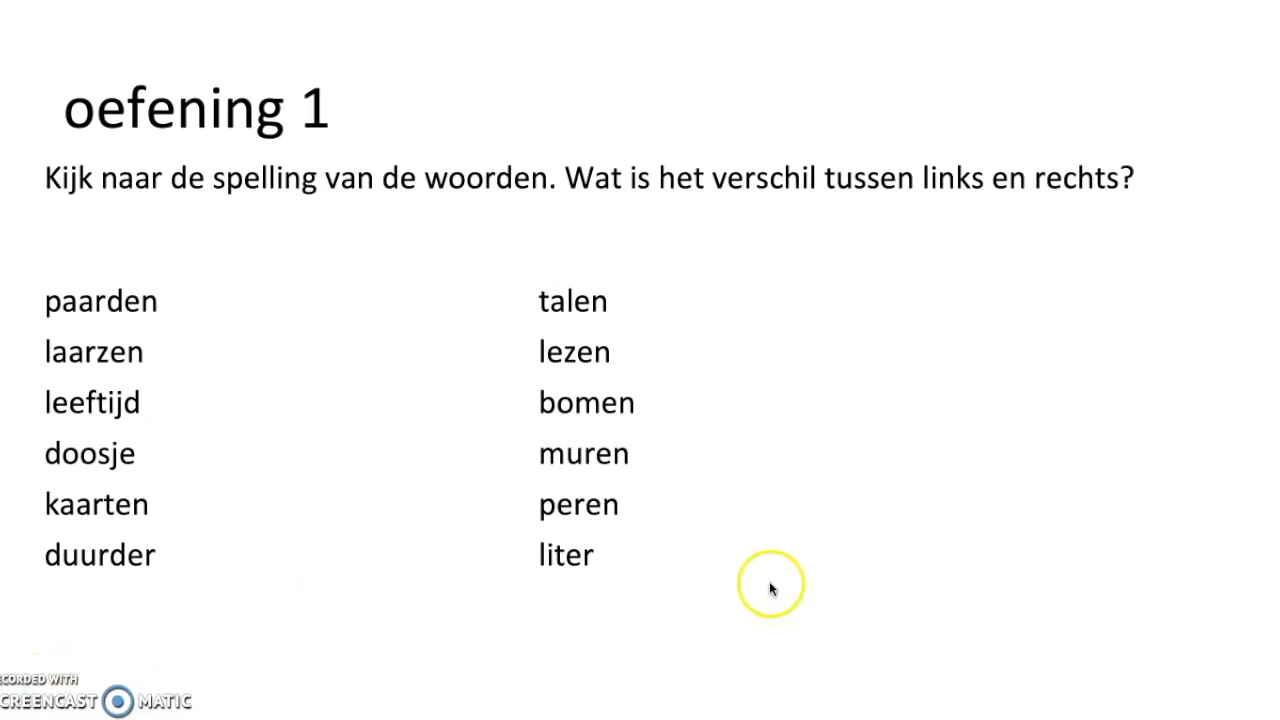 oefening 1
Kijk naar de spelling van de woorden. Wat is het verschil tussen links en rechts?
paarden
laarzen
leeftijd
doosje
kaarten
duurder
talen
lezen
bomen
muren
peren
liter
ECORDED WITH
CREENCAST MATIC